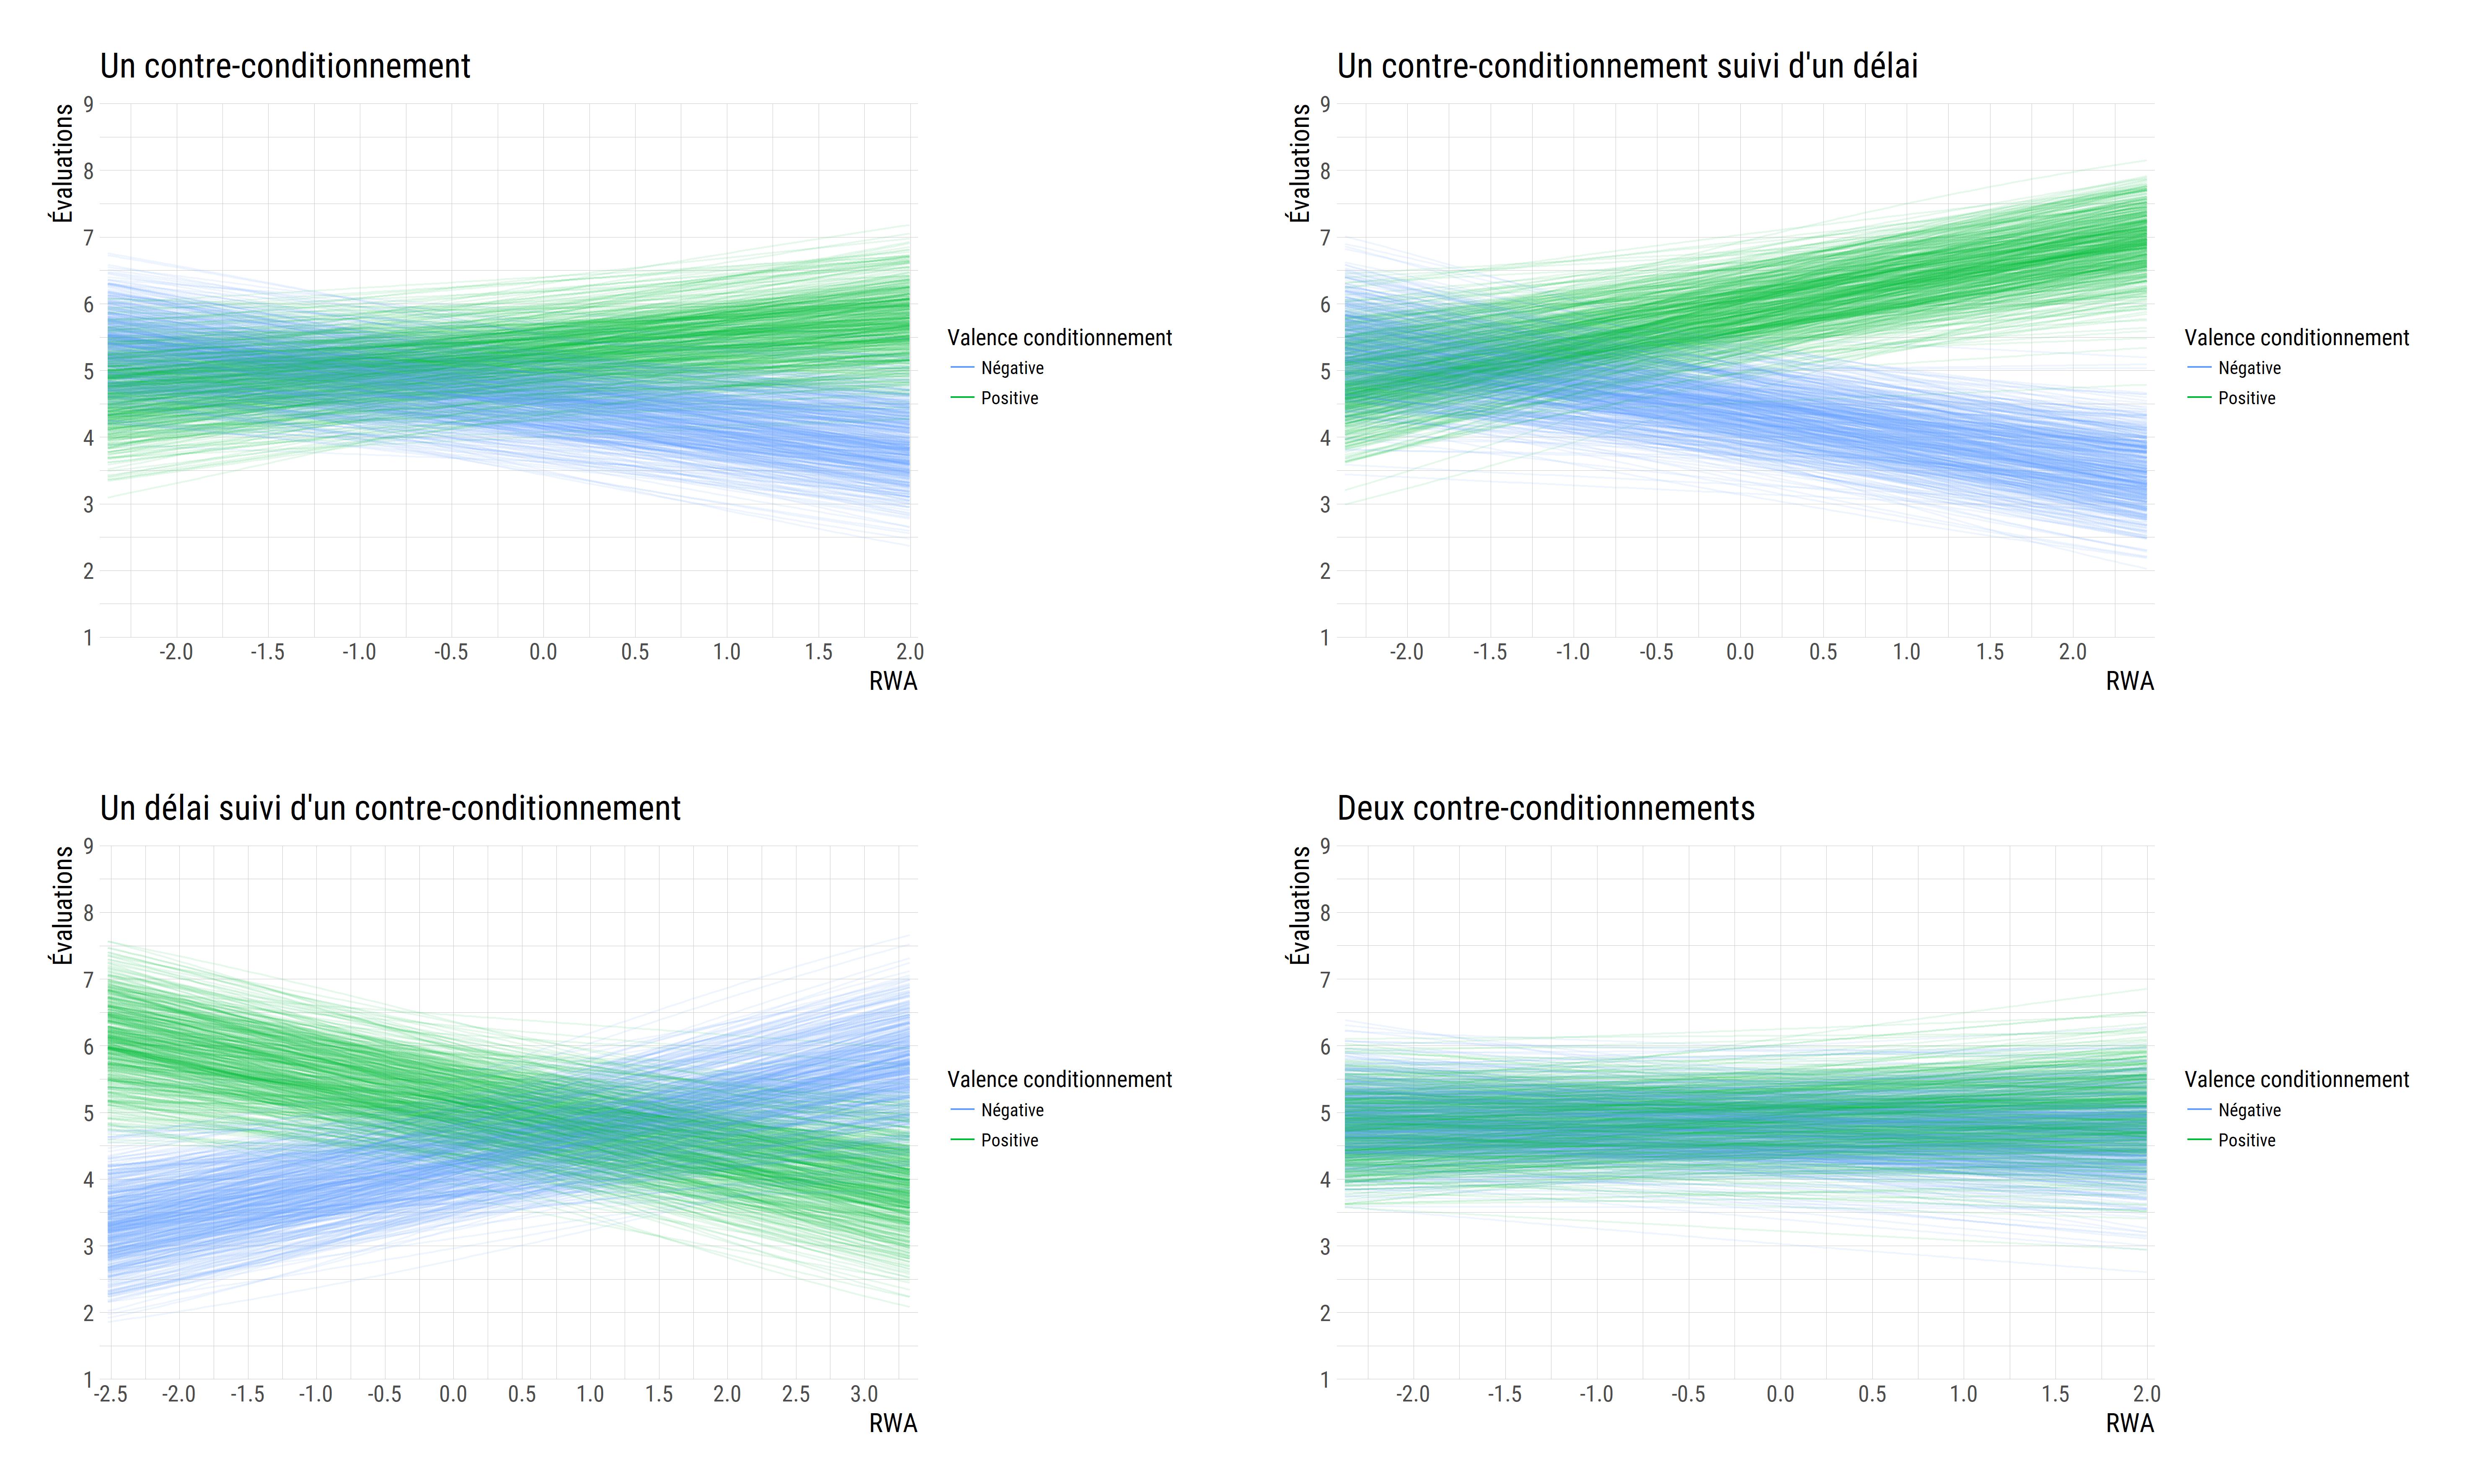 Un contre-conditionnement
Évaluations
9
8
7
6
5
4
3
2
1
-2.0 -1.5 -1.0 -0.5 0.0 0.5 1.0 1.5 2.0
RWA
Valence conditionnement
Négative
Positive
Un contre-conditionnement suivi d'un délai
Évaluations
9
8
7
6
5
4
3
2
1
-2.0 -1.5 -1.0 -0.5 0.0 0.5 1.0 1.5 2.0
RWA
Valence conditionnement
Négative
Positive
Un délai suivi d'un contre-conditionnement
Évaluations
9
8
7
6
5
4
3
2
1
-2.5 -2.0 -1.5 -1.0 -0.5 0.0 0.5 1.0 1.5 2.0 2.5 3.0
RWA
Valence conditionnement
Négative
Positive
Deux contre-conditionnements
Évaluations
9
8
7
6
5
4
3
2
1
-2.0 -1.5 -1.0 -0.5 0.0 0.5 1.0 1.5 2.0
RWA
Valence conditionnement
Négative
Positive